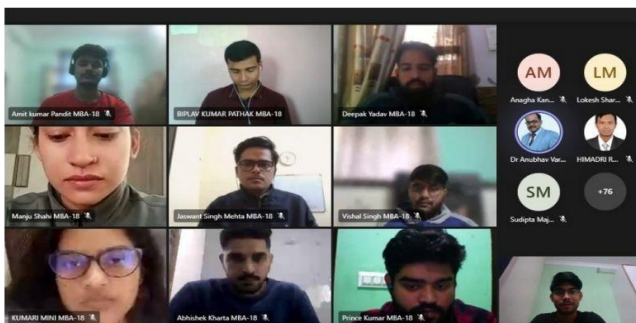 Amit kumar Pandit MBA-18
BIPLAV KUMAR PATHAK MBA-18
Deepak Yadav MBA-18
AM
LM
Anagha Kan...
Lokesh Shar...
Manju Shahi MBA-18
Jaswant Singh Mehta MBA-18
Vishal Singh MBA-18
Dr Anubhav Var...
HIMADRI R...
SM
+76
Sudipta Maj...
KUMARI MINI MBA-18
Abhishek Kharta MBA-18
Prince Kumar MBA-18